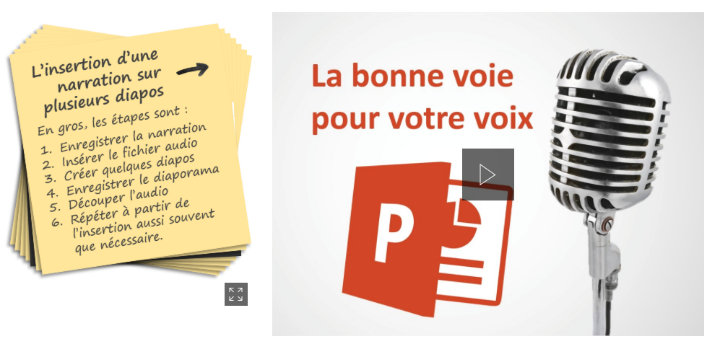 L'insertion d'une
narration sur
plusieurs diapos
En gros, les étapes sont :
1. Enregistrer la narration
2. Insérer le fichier audio
3. Créer quelques diapos
4. Enregistrer le diaporama
5. Découper l'audio
6. Répéter à partir de
l'insertion aussi souvent
que nécessaire.
La bonne voie
pour votre voix
P